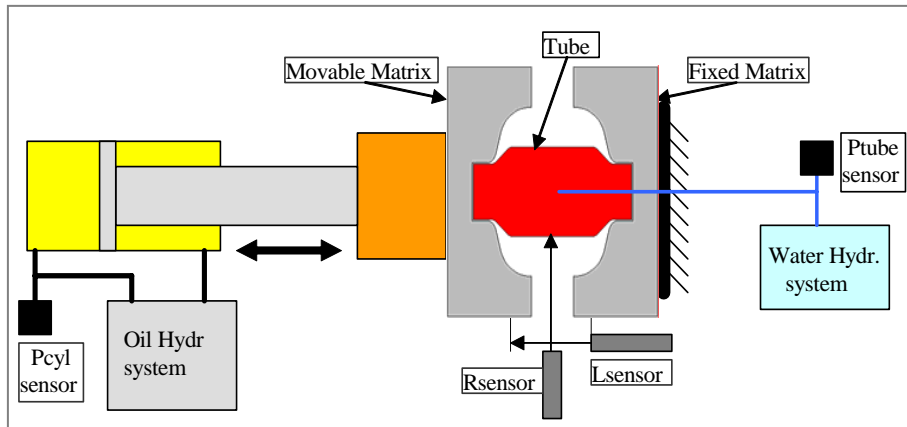 Tube
Movable Matrix
Fixed Matrix
Ptube
sensor
Water Hydr.
system
Oil Hydr
system
Pcyl
sensor
Rsensor
Lsensor